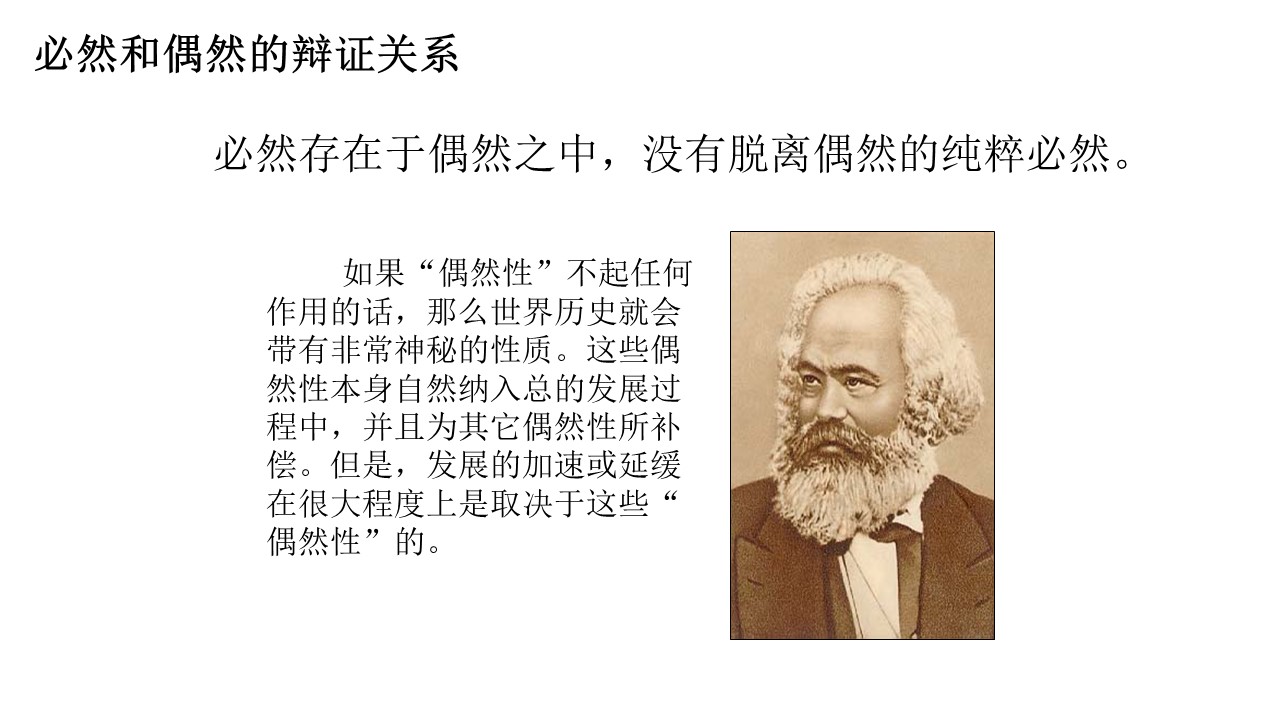 必然和偶然的辩证关系
必然存在于偶然之中，没有脱离偶然的纯粹必然。
如果“偶然性”不起任何
作用的话，那么世界历史就会
带有非常神秘的性质。这些偶
然性本身自然纳入总的发展过
程中，并且为其它偶然性所补
偿。但是，发展的加速或延缓
在很大程度上是取决于这些“
偶然性”的。